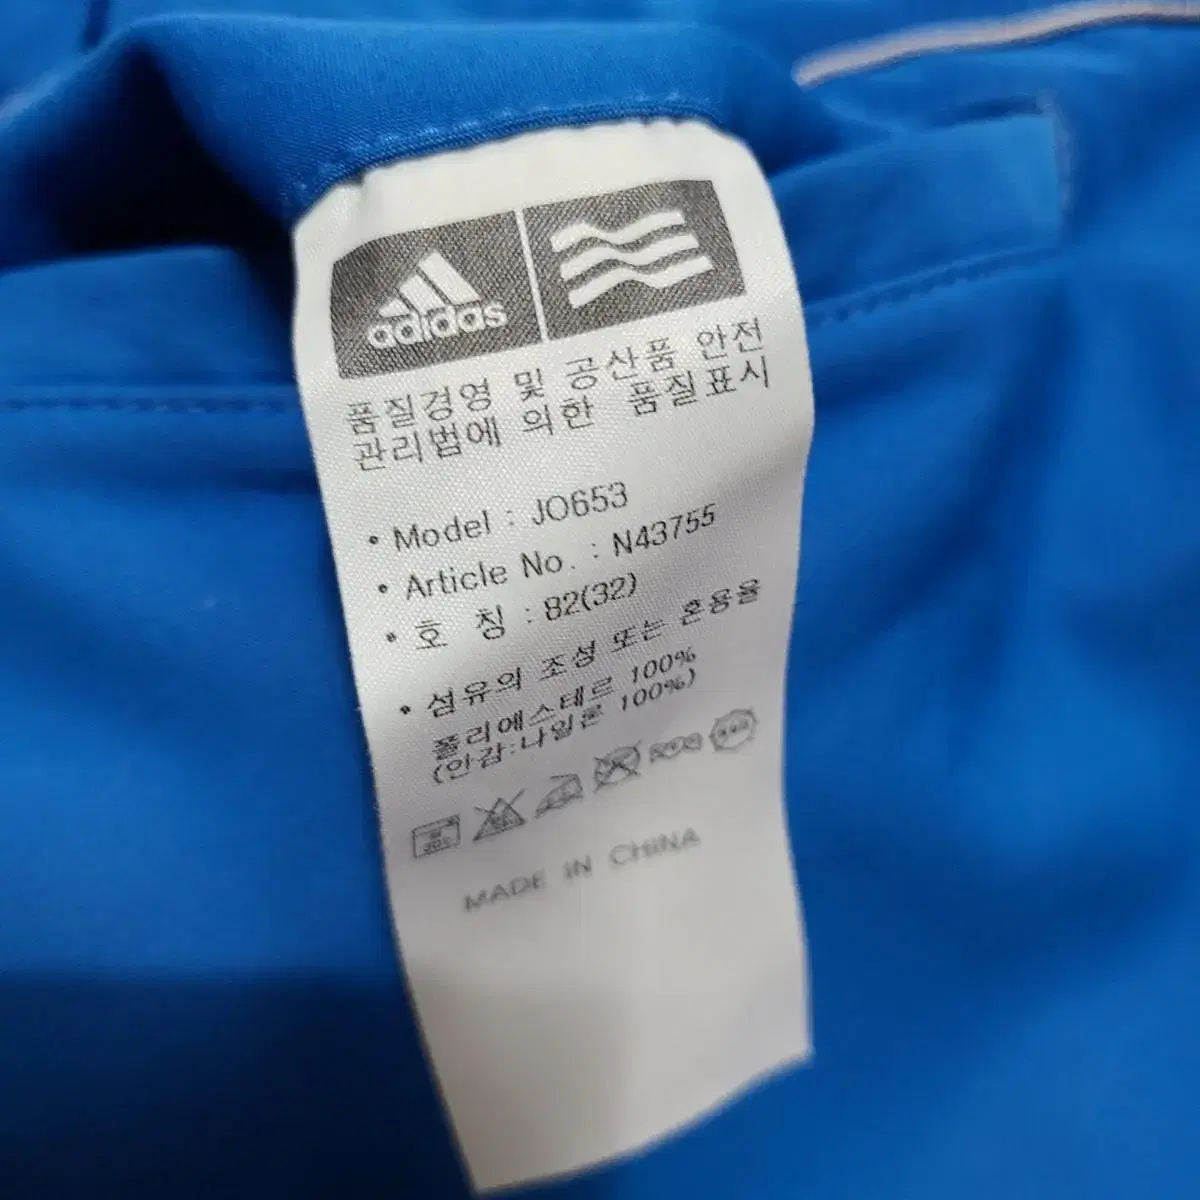 adidas
품질경영 및 공산품 안전
관리법에 의한 품질표시
• Model : JO653
• Article No. : N43755
• 호 칭 : 82(32)
• 섬유의 조성 또는 혼용율
폴리에스테르 100%
(안감:나일론 100%)
MADE IN CHINA